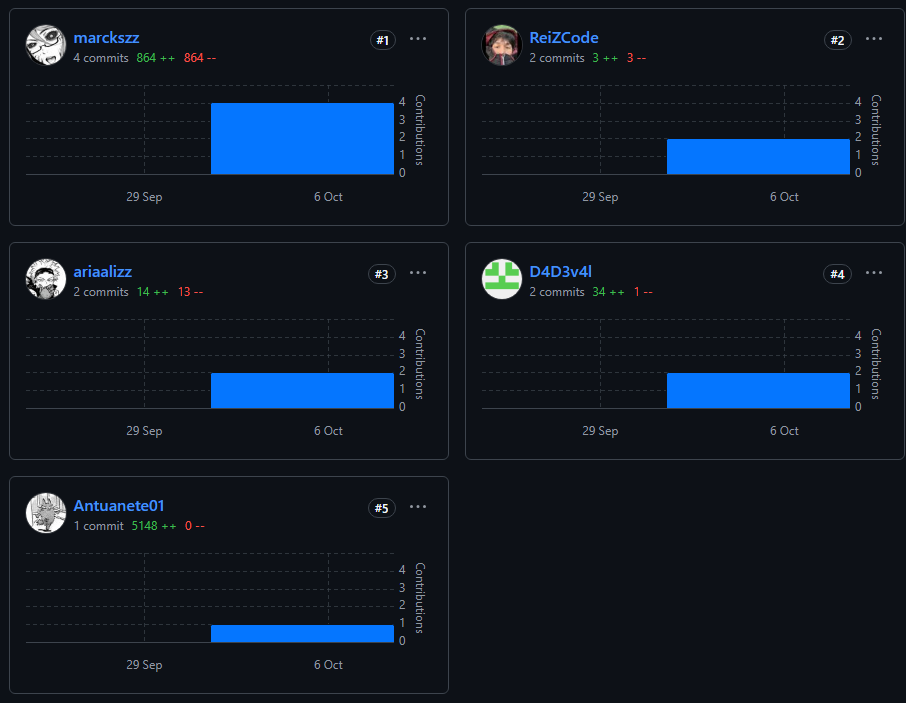 marckszz #1 ...
4 commits 864 ++ 864 --
4
3
2
1
0
Contributions
29 Sep 6 Oct
ReiZCode #2 ...
2 commits 3 ++ 3 --
4
3
2
1
0
Contributions
29 Sep 6 Oct
ariaalizz #3 ...
2 commits 14 ++ 13 --
4
3
2
1
0
Contributions
29 Sep 6 Oct
D4D3v4l #4 ...
2 commits 34 ++ 1 --
4
3
2
1
0
Contributions
29 Sep 6 Oct
Antuanete01 #5 ...
1 commit 5148 ++ 0 --
4
3
2
1
0
Contributions
29 Sep 6 Oct